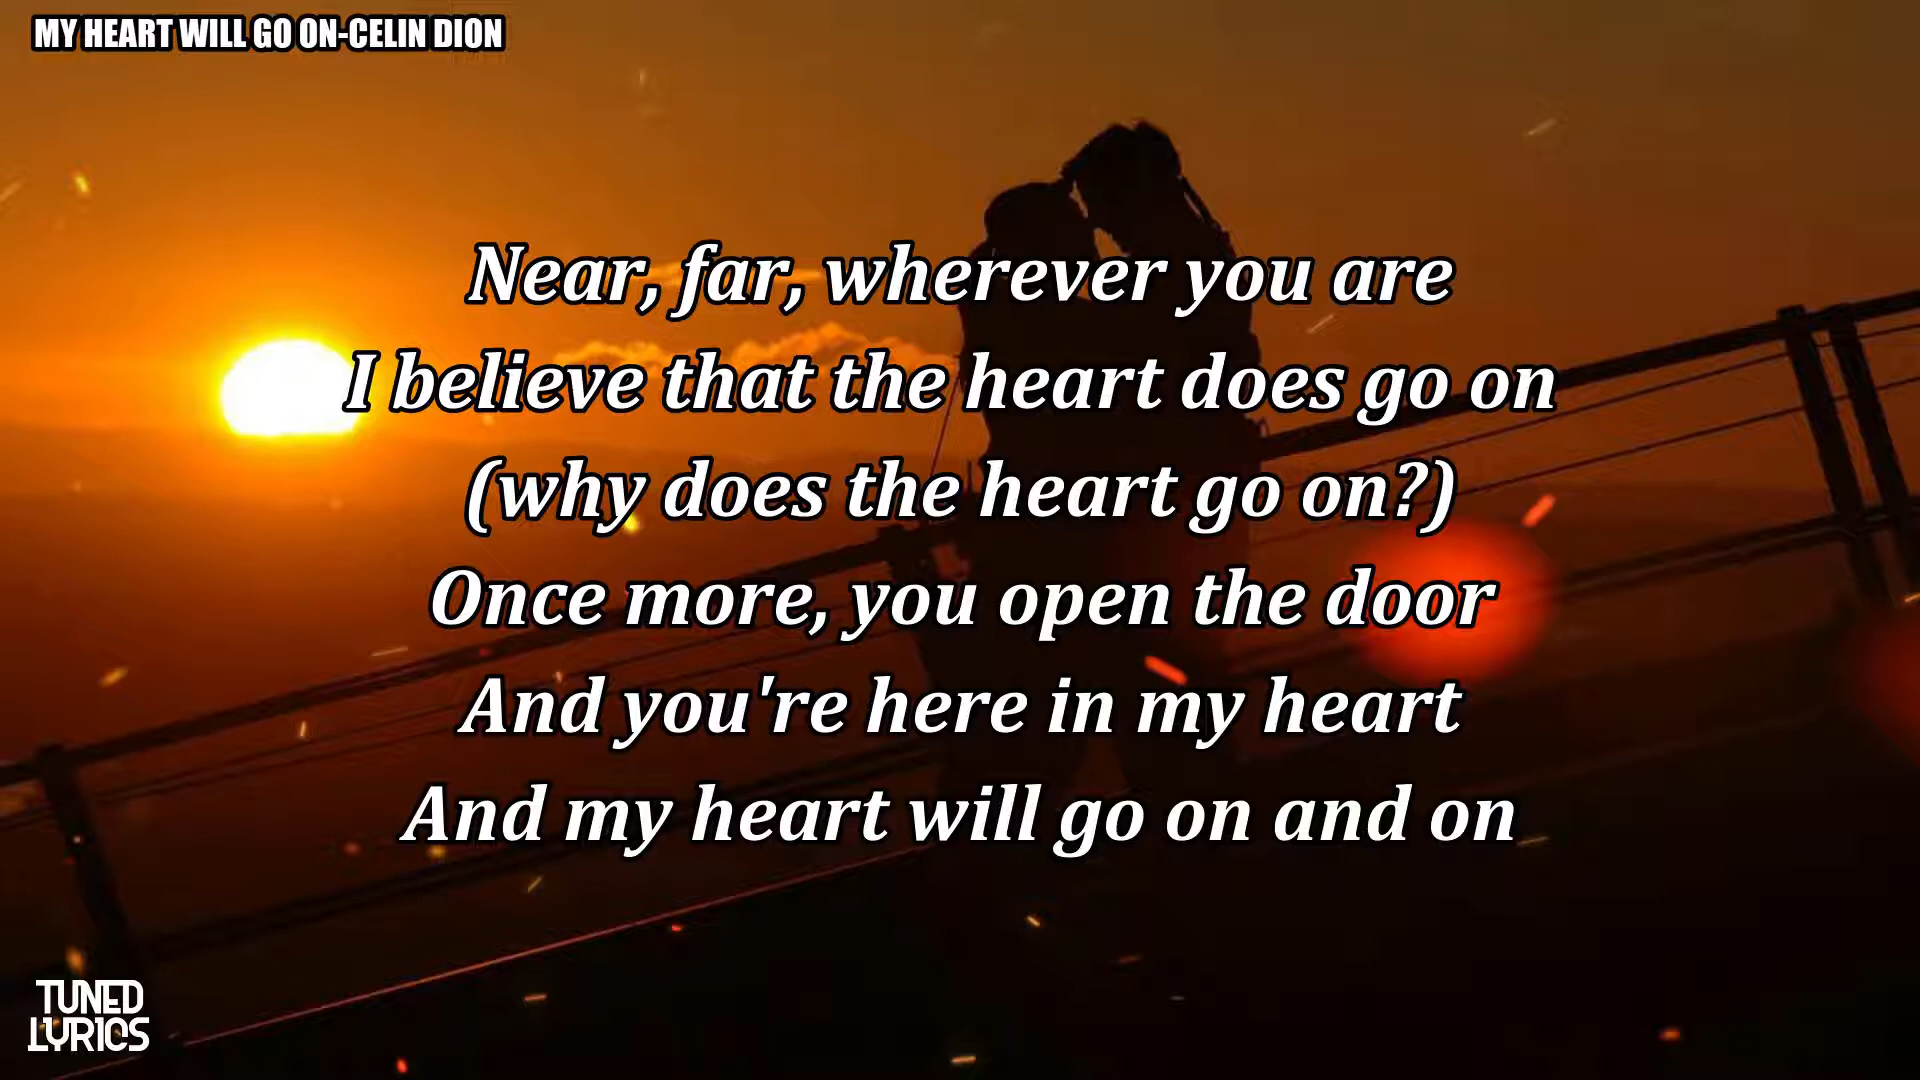 MY HEART WILL GO ON-CELIN DION
Near, far, wherever you are
I believe that the heart does go on
(why does the heart go on?)
Once more, you open the door
And you're here in my heart
And my heart will go on and on
TUNED
LYRICS